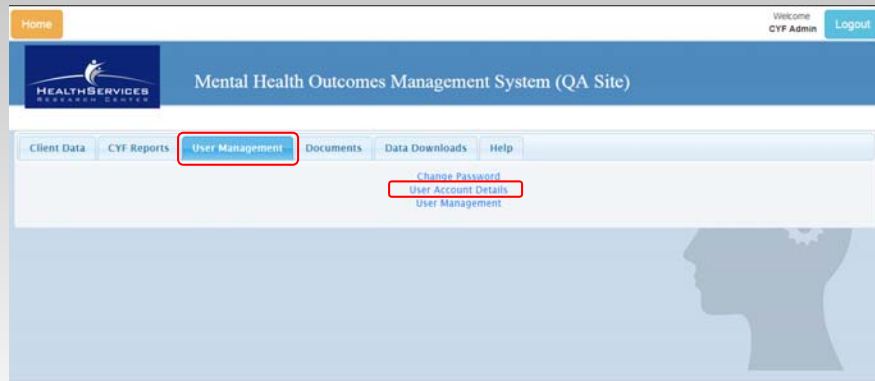 Home
Welcome
CYF Admin
Logout
HEALTHSERVICES
RESEARCH CENTER
Mental Health Outcomes Management System (QA Site)
Client Data CYF Reports User Management Documents Data Downloads Help
Change Password
User Account Details
User Management